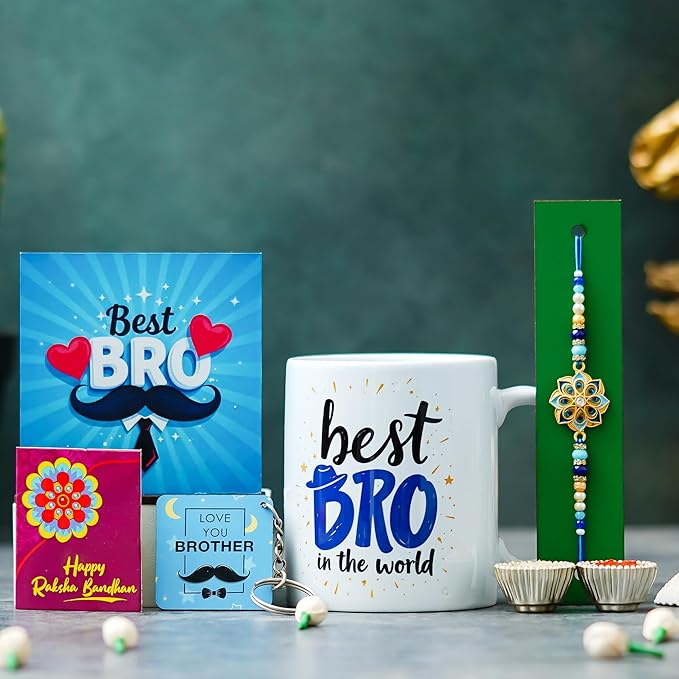 Best
BRO
Happy
Raksha Bandhan
LOVE
YOU
BROTHER
best
BRO
in the world